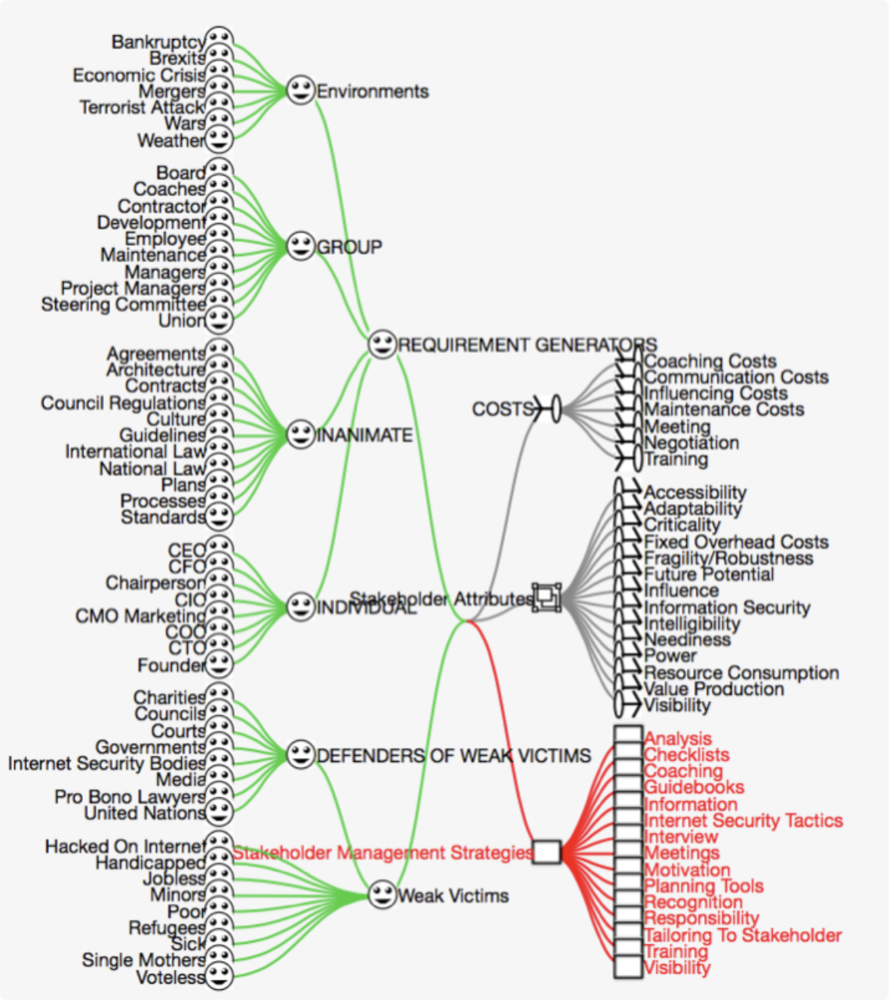 Bankruptcy
Brexits
Economic Crisis
Mergers
Terrorist Attack
Wars
Weather
Environments
Board
Coaches
Contractor
Development
Employee
Maintenance
Managers
Project Managers
Steering Committee
Union
GROUP
Agreements
Architecture
Contracts
Council Regulations
Culture
Guidelines
International Law
National Law
Plans
Processes
Standards
INANIMATE
CEO
CFO
Chairperson
CIO
CMO Marketing
COO
CTO
Founder
INDIVIDUAL
REQUIREMENT GENERATORS
Charities
Councils
Courts
Governments
Internet Security Bodies
Media
Pro Bono Lawyers
United Nations
DEFENDERS OF WEAK VICTIMS
Hacked On Internet
Handicapped
Jobless
Minors
Poor
Refugees
Sick
Single Mothers
Voteless
Weak Victims
COSTS
Coaching Costs
Communication Costs
Influencing Costs
Maintenance Costs
Meeting
Negotiation
Training
Stakeholder Attributes
Accessibility
Adaptability
Criticality
Fixed Overhead Costs
Fragility/Robustness
Future Potential
Influence
Information Security
Intelligibility
Neediness
Power
Resource Consumption
Value Production
Visibility
Stakeholder Management Strategies
Analysis
Checklists
Coaching
Guidebooks
Information
Internet Security Tactics
Interview
Meetings
Motivation
Planning Tools
Recognition
Responsibility
Tailoring To Stakeholder
Training
Visibility